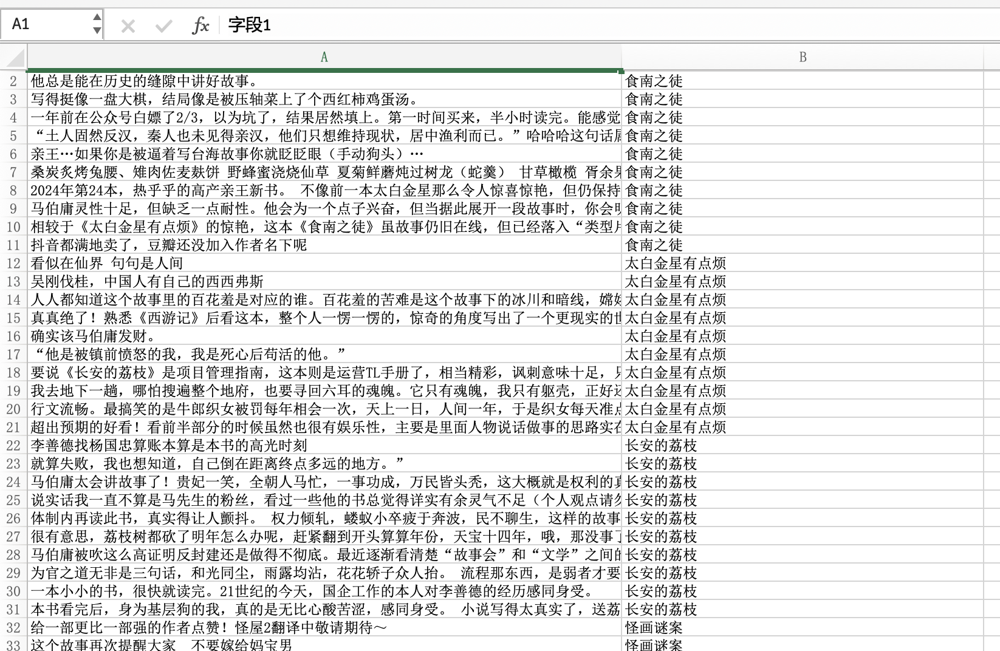 A1 fx 字段1
A B
2 他总是能在历史的缝隙中讲好故事。 食南之徒
3 写得挺像一盘大棋，结局像是被压轴菜上了个西红柿鸡蛋汤。 食南之徒
4 一年前在公众号白嫖了2/3，以为坑了，结果居然填上。第一时间买来，半小时读完。能感觉 食南之徒
5 “土人固然反汉，秦人也未见得亲汉，他们只想维持现状，居中渔利而已。”哈哈哈这句话 食南之徒
6 亲王…如果你是被逼着写台海故事你就眨眨眼（手动狗头）… 食南之徒
7 桑炭炙烤兔腰、雉肉佐麦麸饼 野蜂蜜浇烧仙草 夏菊鲜蘑炖过树龙（蛇羹） 甘草橄榄 胥余 食南之徒
8 2024年第24本，热乎乎的高产亲王新书。 不像前一本太白金星那么令人惊喜惊艳，但仍保持 食南之徒
9 马伯庸灵性十足，但缺乏一点耐性。他会为一个点子兴奋，但当据此展开一段故事时，你会 食南之徒
10 相较于《太白金星有点烦》的惊艳，这本《食南之徒》虽故事仍旧在线，但已经落入“类型 食南之徒
11 抖音都满地卖了，豆瓣还没加入作者名下呢 食南之徒
12 看似在仙界 句句是人间 太白金星有点烦
13 吴刚伐桂，中国人有自己的西西弗斯 太白金星有点烦
14 人人都知道这个故事里的百花羞是对应的谁。百花羞的苦难是这个故事下的冰川和暗线，嫦 太白金星有点烦
15 真真绝了！熟悉《西游记》后看这本，整个人一愣一愣的，惊奇的角度写出了一个更现实的 太白金星有点烦
16 确实该马伯庸发财。 太白金星有点烦
17 “他是被镇前愤怒的我，我是死心后苟活的他。” 太白金星有点烦
18 要说《长安的荔枝》是项目管理指南，这本则是运营TL手册了，相当精彩，讽刺意味十足， 太白金星有点烦
19 我去地下一趟，哪怕搜遍整个地府，也要寻回六耳的魂魄。它只有魂魄，我只有躯壳，正好 太白金星有点烦
20 行文流畅。最搞笑的是牛郎织女被罚每年相会一次，天上一日，人间一年，于是织女每天准 太白金星有点烦
21 超出预期的好看！看前半部分的时候虽然也很有娱乐性，主要是里面人物说话做事的思路实 太白金星有点烦
22 李善德找杨国忠算账本算是本书的高光时刻 长安的荔枝
23 就算失败，我也想知道，自己倒在距离终点多远的地方。” 长安的荔枝
24 马伯庸太会讲故事了！贵妃一笑，全朝人马忙，一事功成，万民皆头秃，这大概就是权利的 长安的荔枝
25 说实话我一直不算是马先生的粉丝，看过一些他的书总觉得详实有余灵气不足（个人观点请 长安的荔枝
26 体制内再读此书，真实得让人颤抖。 权力倾轧，蝼蚁小卒疲于奔波，民不聊生，这样的故事 长安的荔枝
27 很有意思，荔枝树都砍了明年怎么办呢，赶紧翻到开头算算年份，天宝十四年，哦，那没事 长安的荔枝
28 马伯庸被吹这么高证明反封建还是做得不彻底。最近逐渐看清楚“故事会”和“文学”之间 长安的荔枝
29 为官之道无非是三句话，和光同尘，雨露均沾，花花轿子众人抬。 流程那东西，是弱者才要 长安的荔枝
30 一本小小的书，很快就读完。21世纪的今天，国企工作的本人对李善德的经历感同身受。 长安的荔枝
31 本书看完后，身为基层狗的我，真的是无比心酸苦涩，感同身受。 小说写得太真实了，送荔 长安的荔枝
32 给一部更比一部强的作者点赞！怪屋2翻译中敬请期待～ 怪画谜案
33 这个故事再次提醒大家 不要嫁给妈宝男 怪画谜案